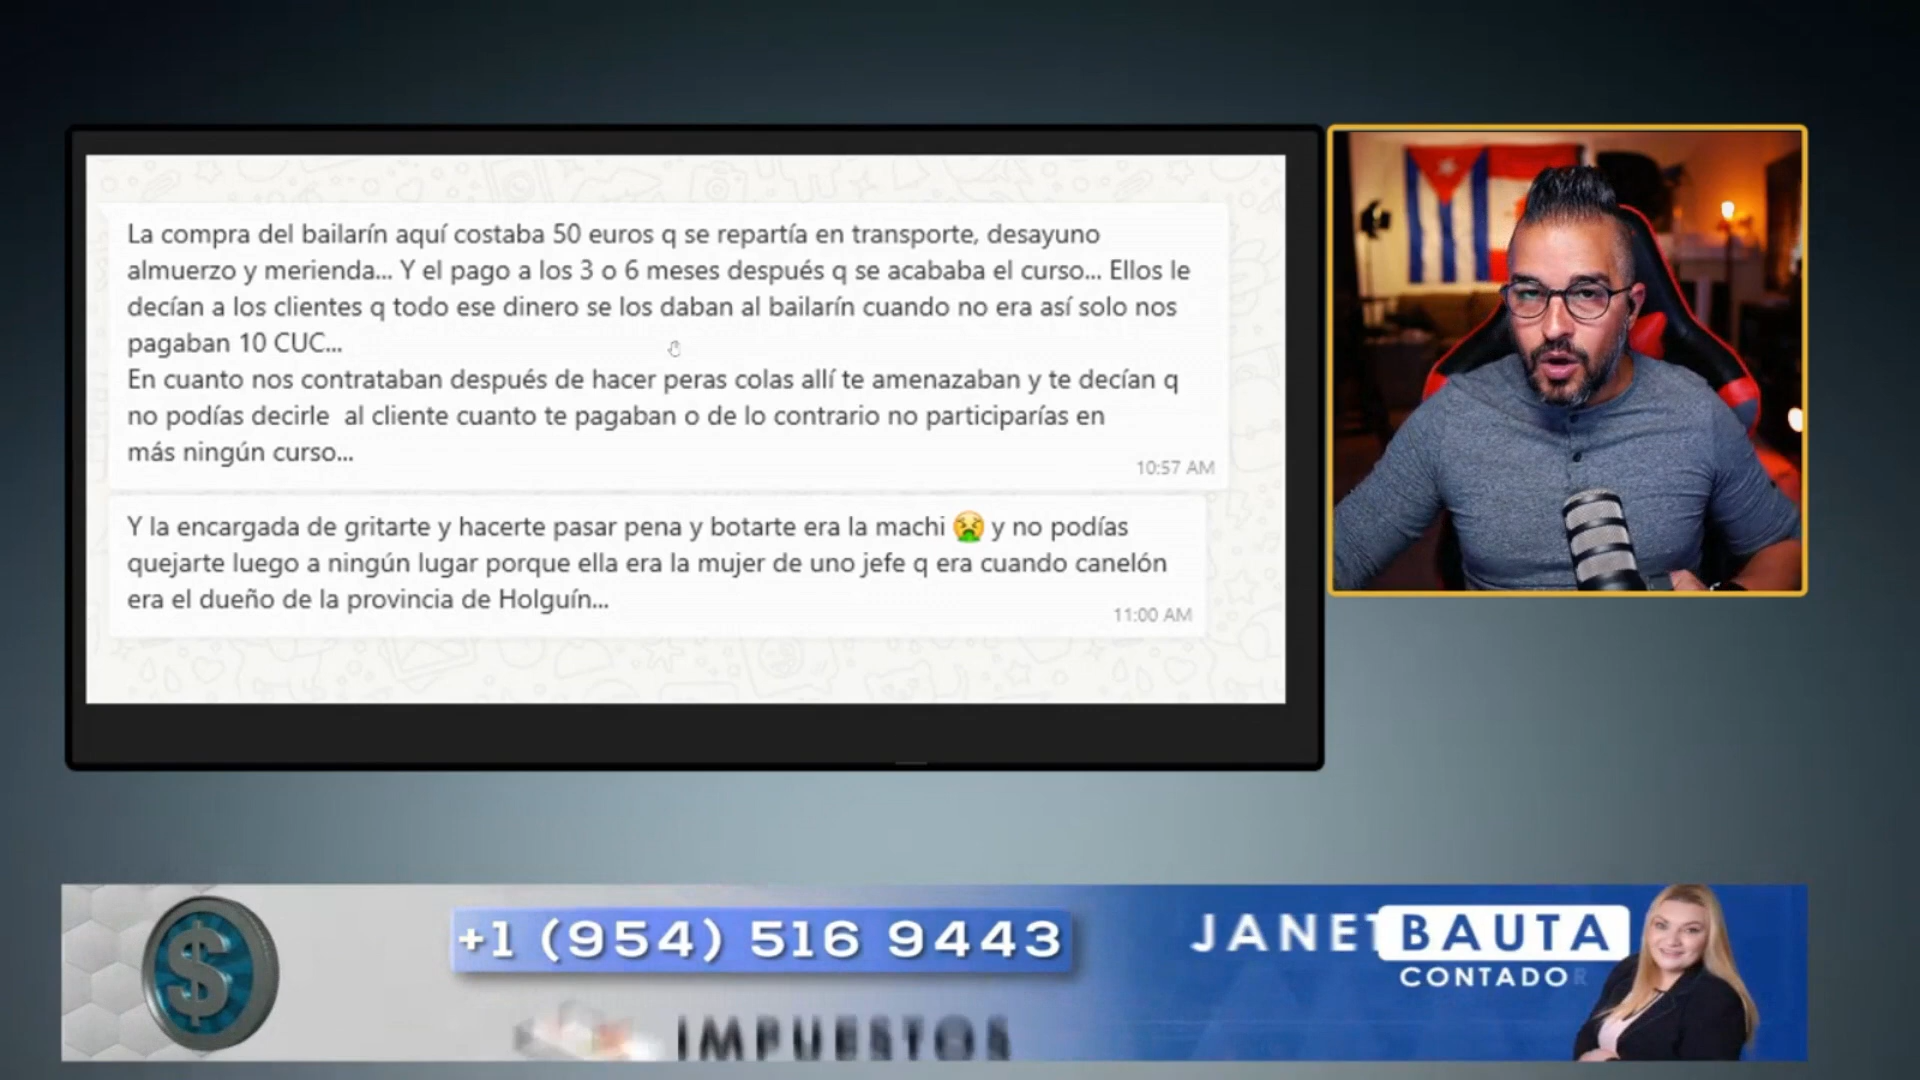 La compra del bailarín aquí costaba 50 euros q se repartía en transporte, desayuno
almuerzo y merienda... Y el pago a los 3 o 6 meses después q se acababa el curso... Ellos le
decían a los clientes q todo ese dinero se los daban al bailarín cuando no era así solo nos
pagaban 10 CUC...
En cuanto nos contrataban después de hacer peras colas allí te amenazaban y te decían q
no podías decirle  al cliente cuanto te pagaban o de lo contrario no participarías en
más ningún curso...
10:57 AM
Y la encargada de gritarte y hacerte pasar pena y botarte era la machi 🤮 y no podías
quejarte luego a ningún lugar porque ella era la mujer de uno jefe q era cuando canelón
era el dueño de la provincia de Holguín...
11:00 AM
+1 (954) 516 9443
JANET BAUTA
CONTADOR
IMPUESTOS